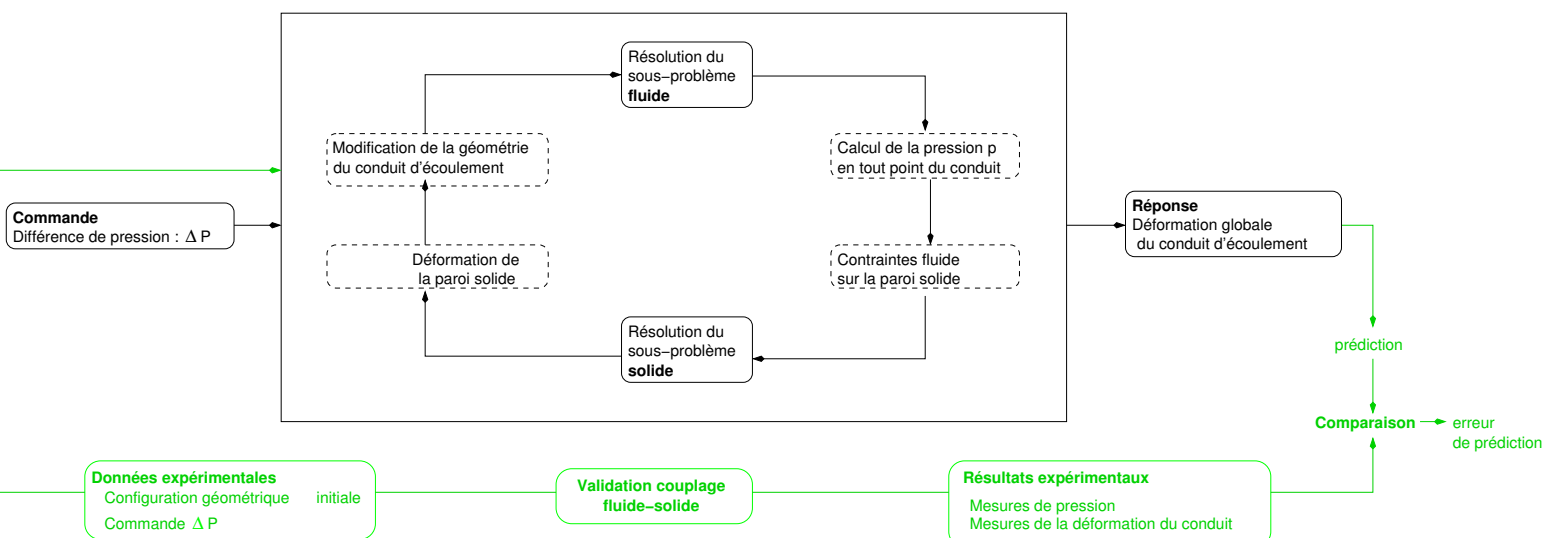 Résolution du
sous−problème
fluide
Modification de la géométrie
du conduit d'écoulement
Calcul de la pression p
en tout point du conduit
Commande
Différence de pression : Δ P
Réponse
Déformation globale
du conduit d'écoulement
Déformation de
la paroi solide
Contraintes fluide
sur la paroi solide
Résolution du
sous−problème
solide
prédiction
Comparaison
erreur
de prédiction
Données expérimentales
Configuration géométrique initiale
Commande Δ P
Validation couplage
fluide−solide
Résultats expérimentaux
Mesures de pression
Mesures de la déformation du conduit